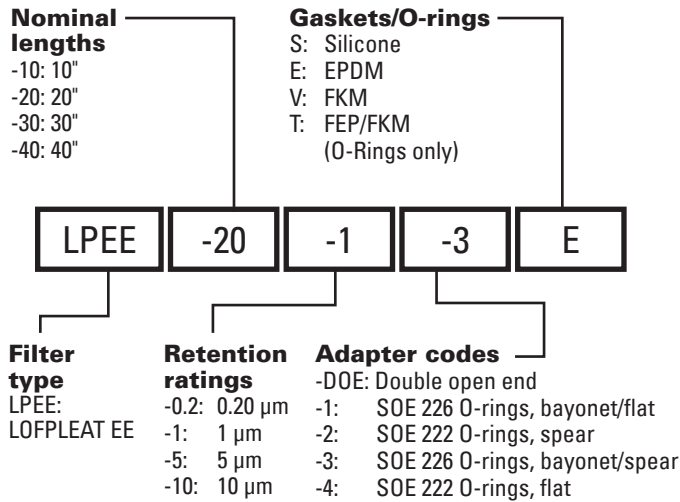 Nominal
lengths
-10: 10"
-20: 20"
-30: 30"
-40: 40"
Gaskets/O-rings
S: Silicone
E: EPDM
V: FKM
T: FEP/FKM
(O-Rings only)
LPEE -20 -1 -3 E
Filter
type
LPEE:
LOFPLEAT EE
Retention
ratings
-0.2: 0.20 µm
-1: 1 µm
-5: 5 µm
-10: 10 µm
Adapter codes
-DOE: Double open end
-1: SOE 226 O-rings, bayonet/flat
-2: SOE 222 O-rings, spear
-3: SOE 226 O-rings, bayonet/spear
-4: SOE 222 O-rings, flat